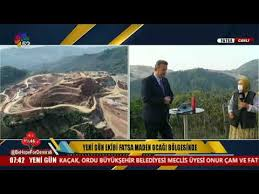 FATSA CANLI
YENİ GÜN EKİBİ FATSA MADEN OCAĞI BÖLGESİNDE
07:42 YENİ GÜN KAÇAK, ORDU BÜYÜKŞEHİR BELEDİYESİ MECLİS ÜYESİ ONUR ÇAM VE FAT